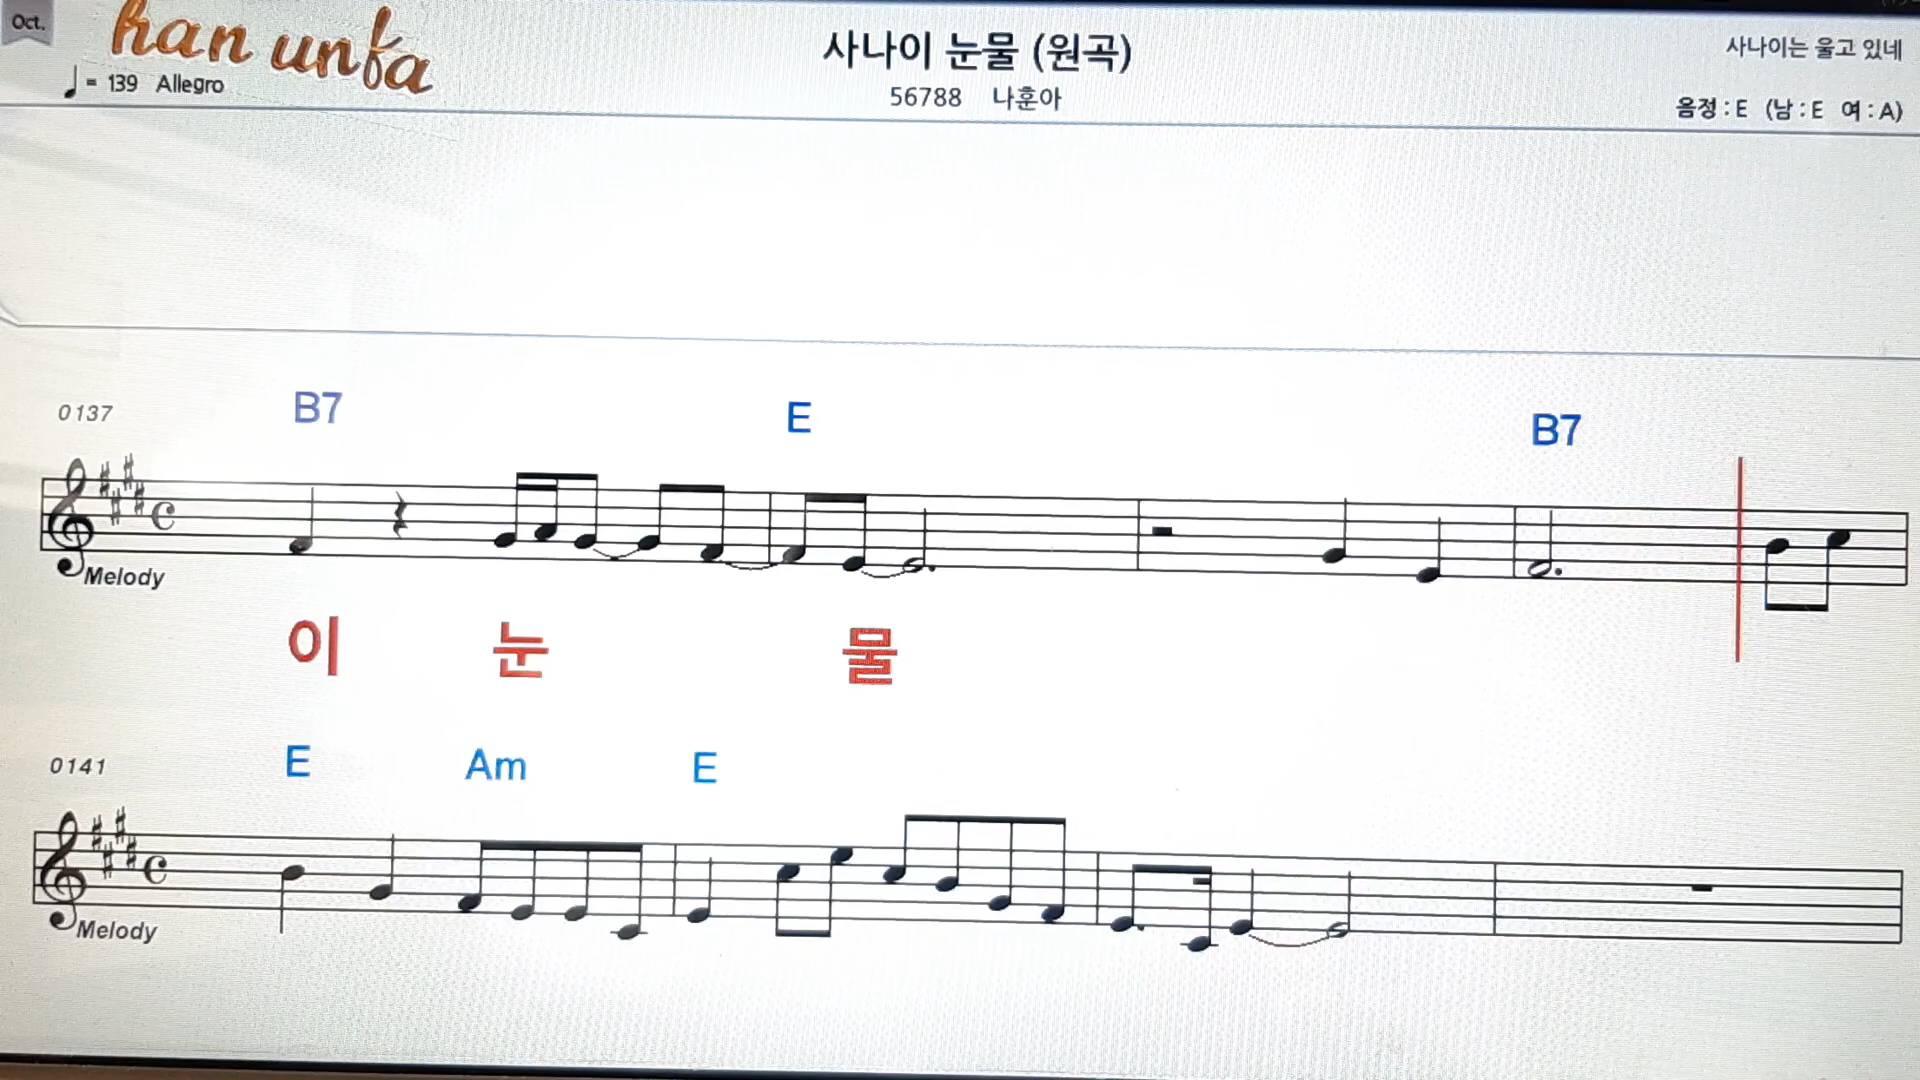 Oct.
han unfa
♩ = 139 Allegro
사나이 눈물 (원곡)
56788 나훈아
사나이는 울고 있네
음정 : E (남 : E 여 : A)
0137
B7 E B7
Melody
이 눈 물
0141
E Am E
Melody